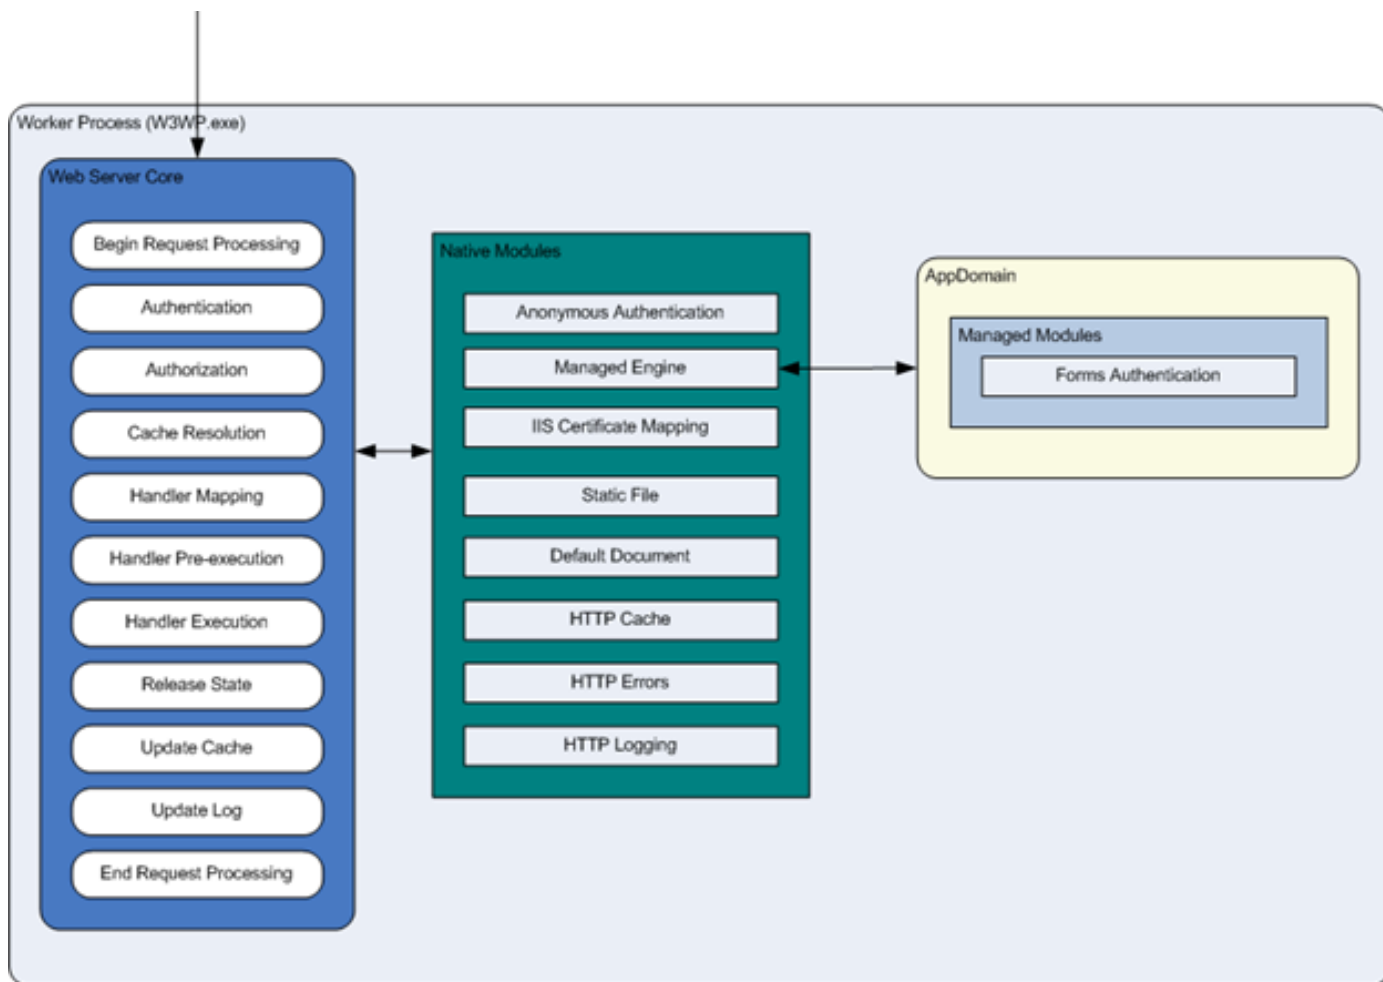 Worker Process (W3WP.exe)
Web Server Core
Begin Request Processing
Authentication
Authorization
Cache Resolution
Handler Mapping
Handler Pre-execution
Handler Execution
Release State
Update Cache
Update Log
End Request Processing
Native Modules
Anonymous Authentication
Managed Engine
IIS Certificate Mapping
Static File
Default Document
HTTP Cache
HTTP Errors
HTTP Logging
AppDomain
Managed Modules
Forms Authentication